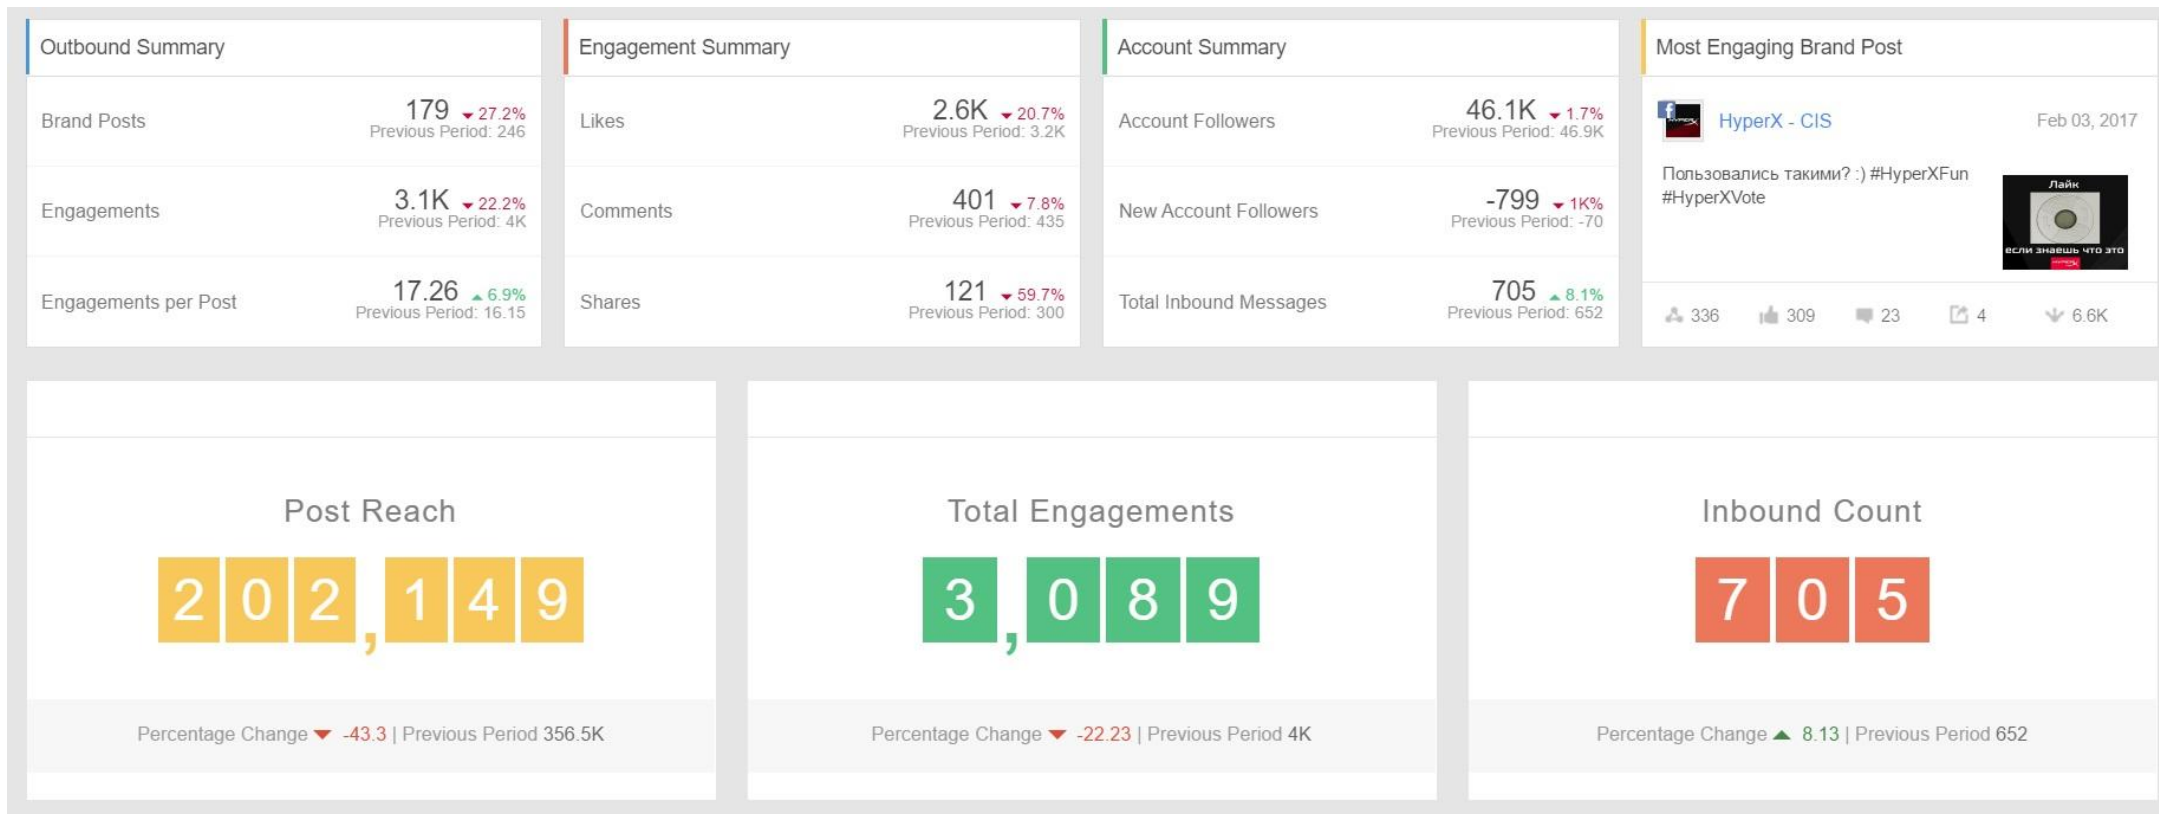 Outbound Summary
Brand Posts
179 27.2%
Previous Period: 246
Engagements
3.1K 22.2%
Previous Period: 4K
Engagements per Post
17.26 6.9%
Previous Period: 16.15
Engagement Summary
Likes
2.6K 20.7%
Previous Period: 3.2K
Comments
401 7.8%
Previous Period: 435
Shares
121 59.7%
Previous Period: 300
Account Summary
Account Followers
46.1K 1.7%
Previous Period: 46.9K
New Account Followers
-799 1K%
Previous Period: -70
Total Inbound Messages
705 8.1%
Previous Period: 652
Most Engaging Brand Post
HyperX - CIS Feb 03, 2017
Пользовались такими? :) #HyperXFun
#HyperXVote
Лайк
если знаешь что это
336 309 23 4 6.6K
Post Reach
202,149
Percentage Change -43.3 | Previous Period 356.5K
Total Engagements
3,089
Percentage Change -22.23 | Previous Period 4K
Inbound Count
705
Percentage Change 8.13 | Previous Period 652